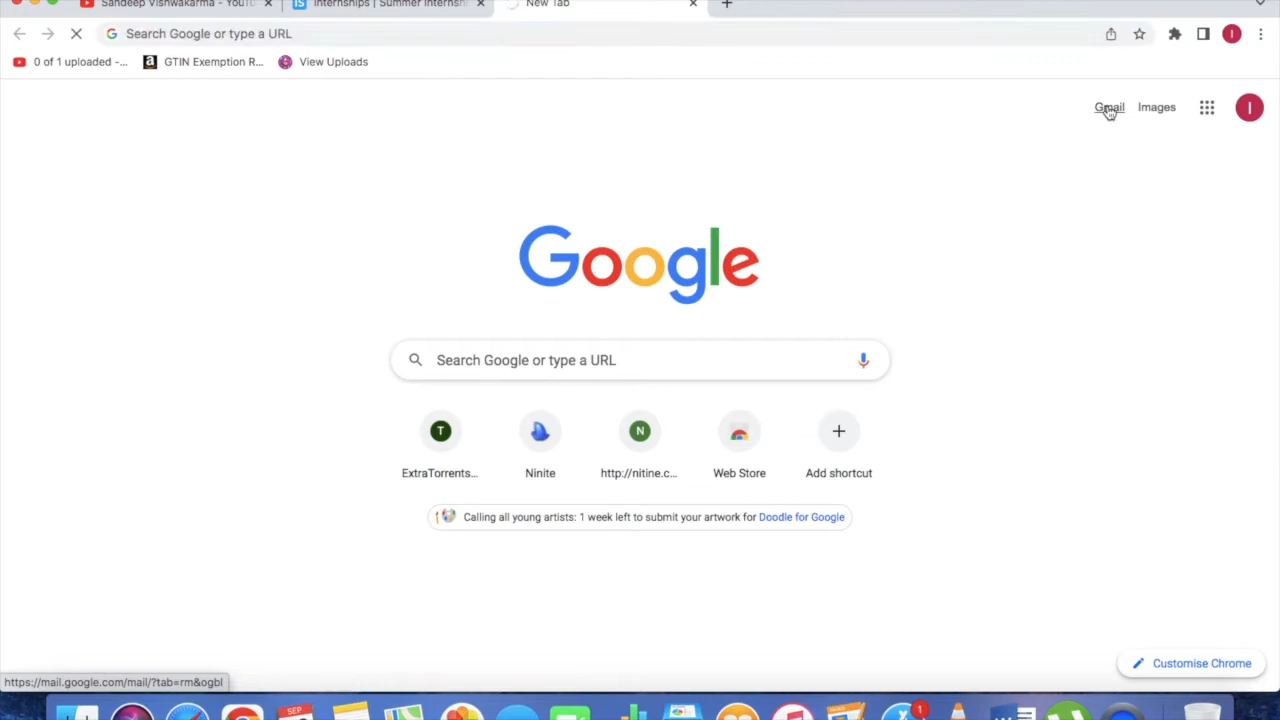 Sandeep Vishwakarma - YouTu
IS Internships | Summer Internsh
New Tab
Search Google or type a URL
I
0 of 1 uploaded -...
a GTIN Exemption R...
View Uploads
Gmail
Images
I
Google
Search Google or type a URL
T
N
ExtraTorrents...
Ninite
http://nitine.c...
Web Store
Add shortcut
Calling all young artists: 1 week left to submit your artwork for Doodle for Google
Customise Chrome
https://mail.google.com/mail/?tab=rm&ogbl
SEP
1